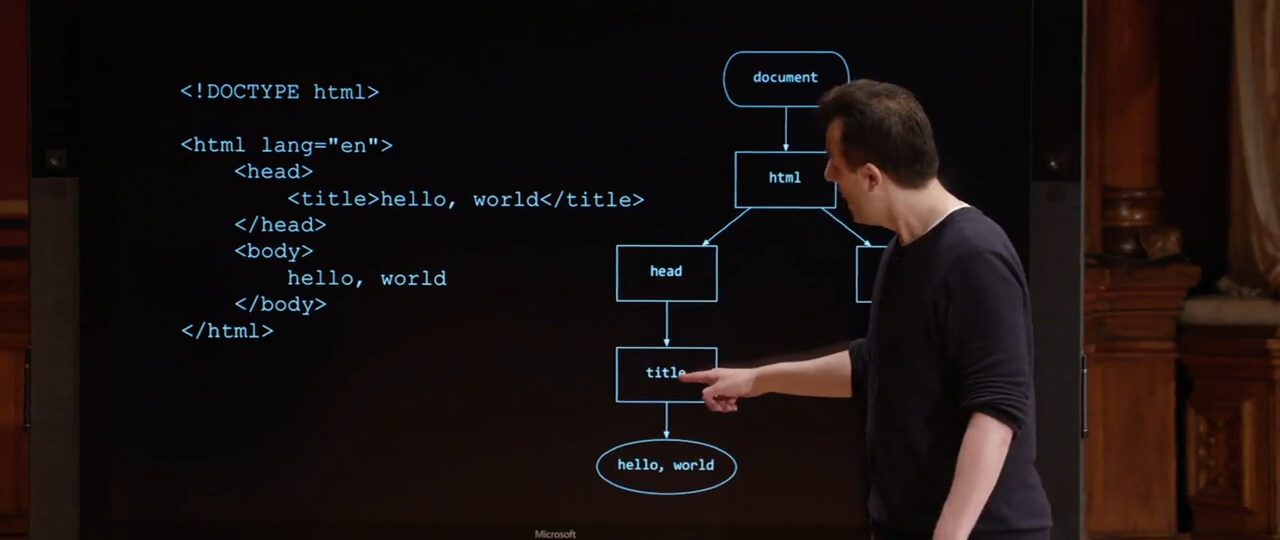 <!DOCTYPE html>
<html lang="en">
<head>
<title>hello, world</title>
</head>
<body>
hello, world
</body>
</html>
document
html
head
title
hello, world
Microsoft